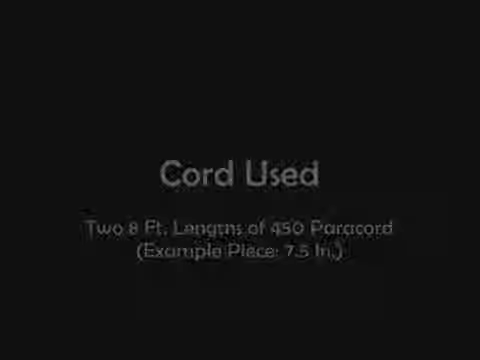 Cord Used
Two 8 Ft. Lengths of 450 Paracord
(Example Piece: 7.5 In.)